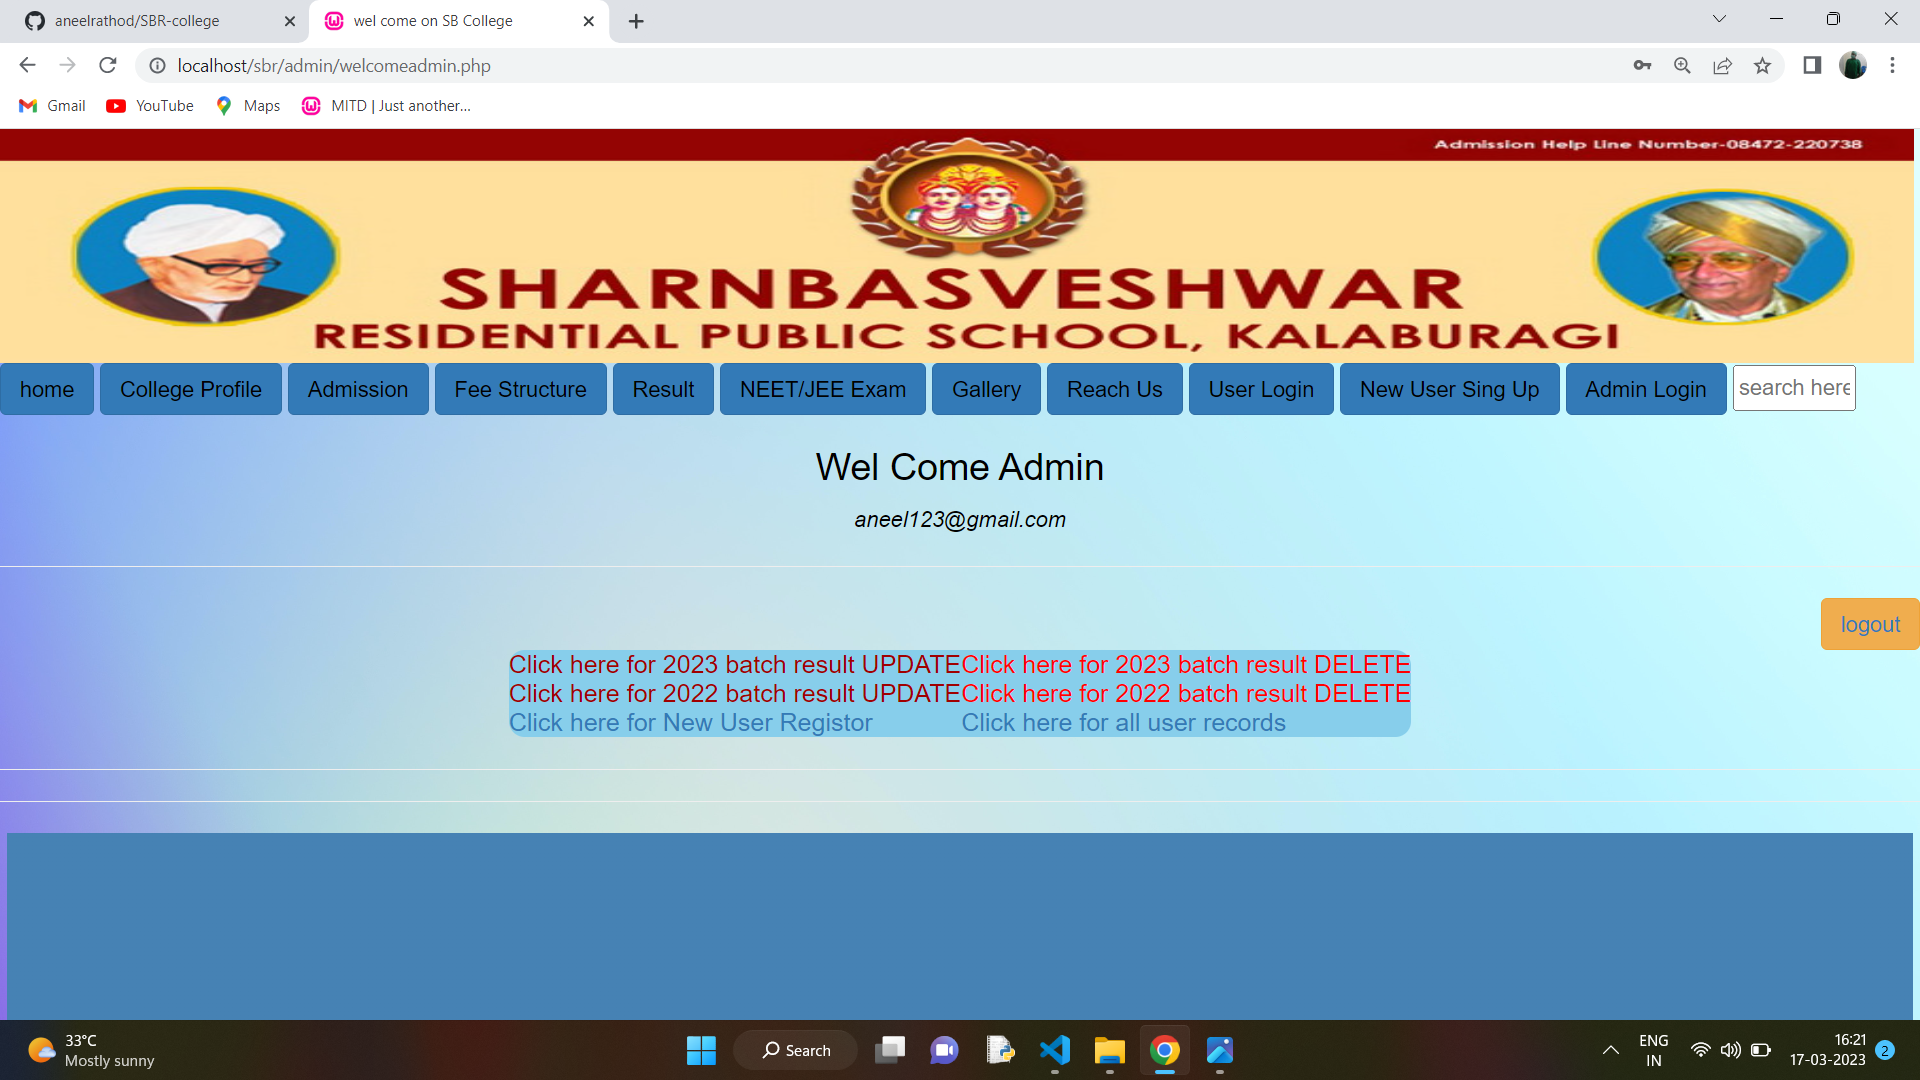 aneelrathod/SBR-college
wel come on SB College
localhost/sbr/admin/welcomeadmin.php
Gmail YouTube Maps MITD | Just another...
Admission Help Line Number-08472-220738
SHARNBASVESHWAR
RESIDENTIAL PUBLIC SCHOOL, KALABURAGI
home College Profile Admission Fee Structure Result NEET/JEE Exam Gallery Reach Us User Login New User Sing Up Admin Login search here
Wel Come Admin
aneel123@gmail.com
logout
Click here for 2023 batch result UPDATE Click here for 2023 batch result DELETE
Click here for 2022 batch result UPDATE Click here for 2022 batch result DELETE
Click here for New User Registor Click here for all user records
33°C
Mostly sunny
Search
ENG
IN
16:21
17-03-2023
2